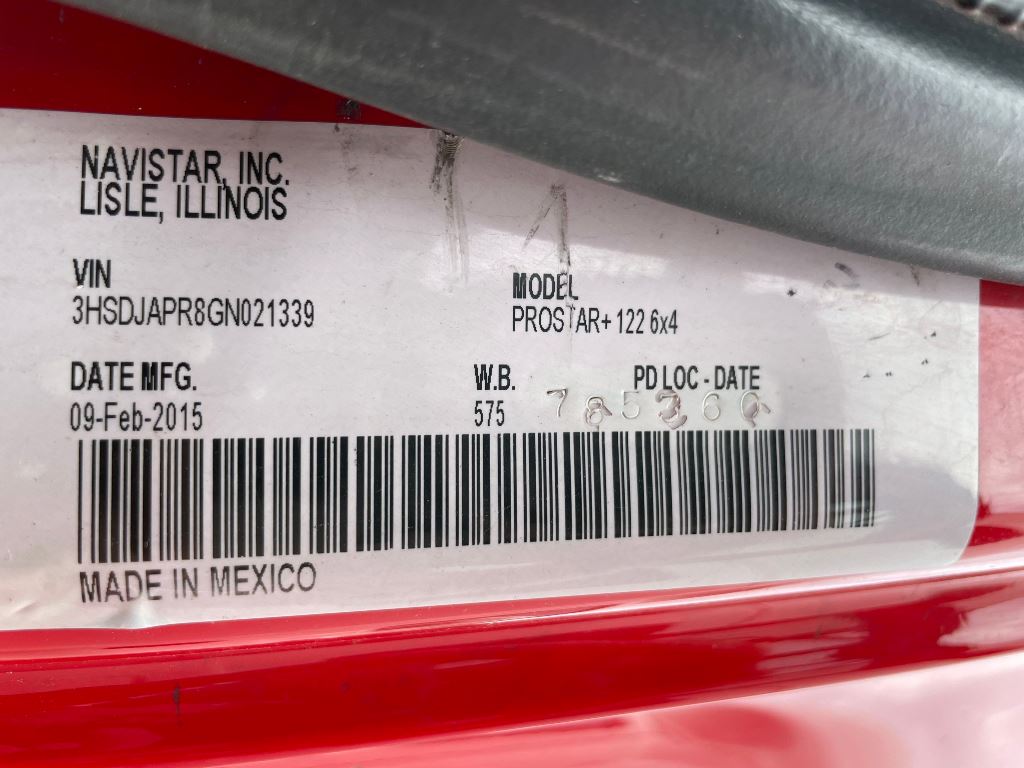 NAVISTAR, INC.
LISLE, ILLINOIS
VIN
MODEL
3HSDJAPR8GN021339
PROSTAR+ 122 6x4
DATE MFG.
W.B.
PD LOC - DATE
09-Feb-2015
575
MADE IN MEXICO